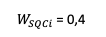 W_SQCi = 0,4